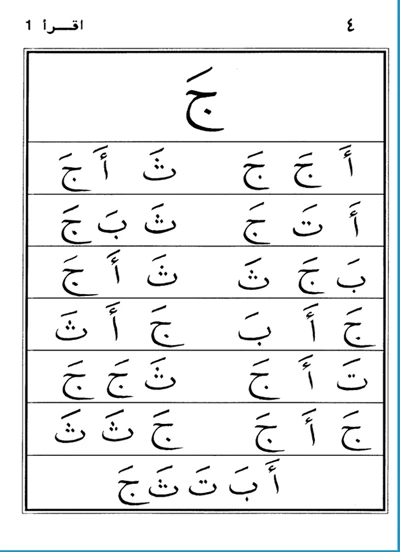 ٤ اقــرأ 1
جَ
أَ جَ جَ ثَ أَ جَ
أَ تَ جَ ثَ بَ جَ
بَ جَ ثَ ثَ أَ جَ
جَ أَ بَ جَ أَ ثَ
تَ أَ جَ ثَ جَ جَ
جَ أَ جَ جَ ثَ ثَ
أَ بَ تَ ثَ جَ